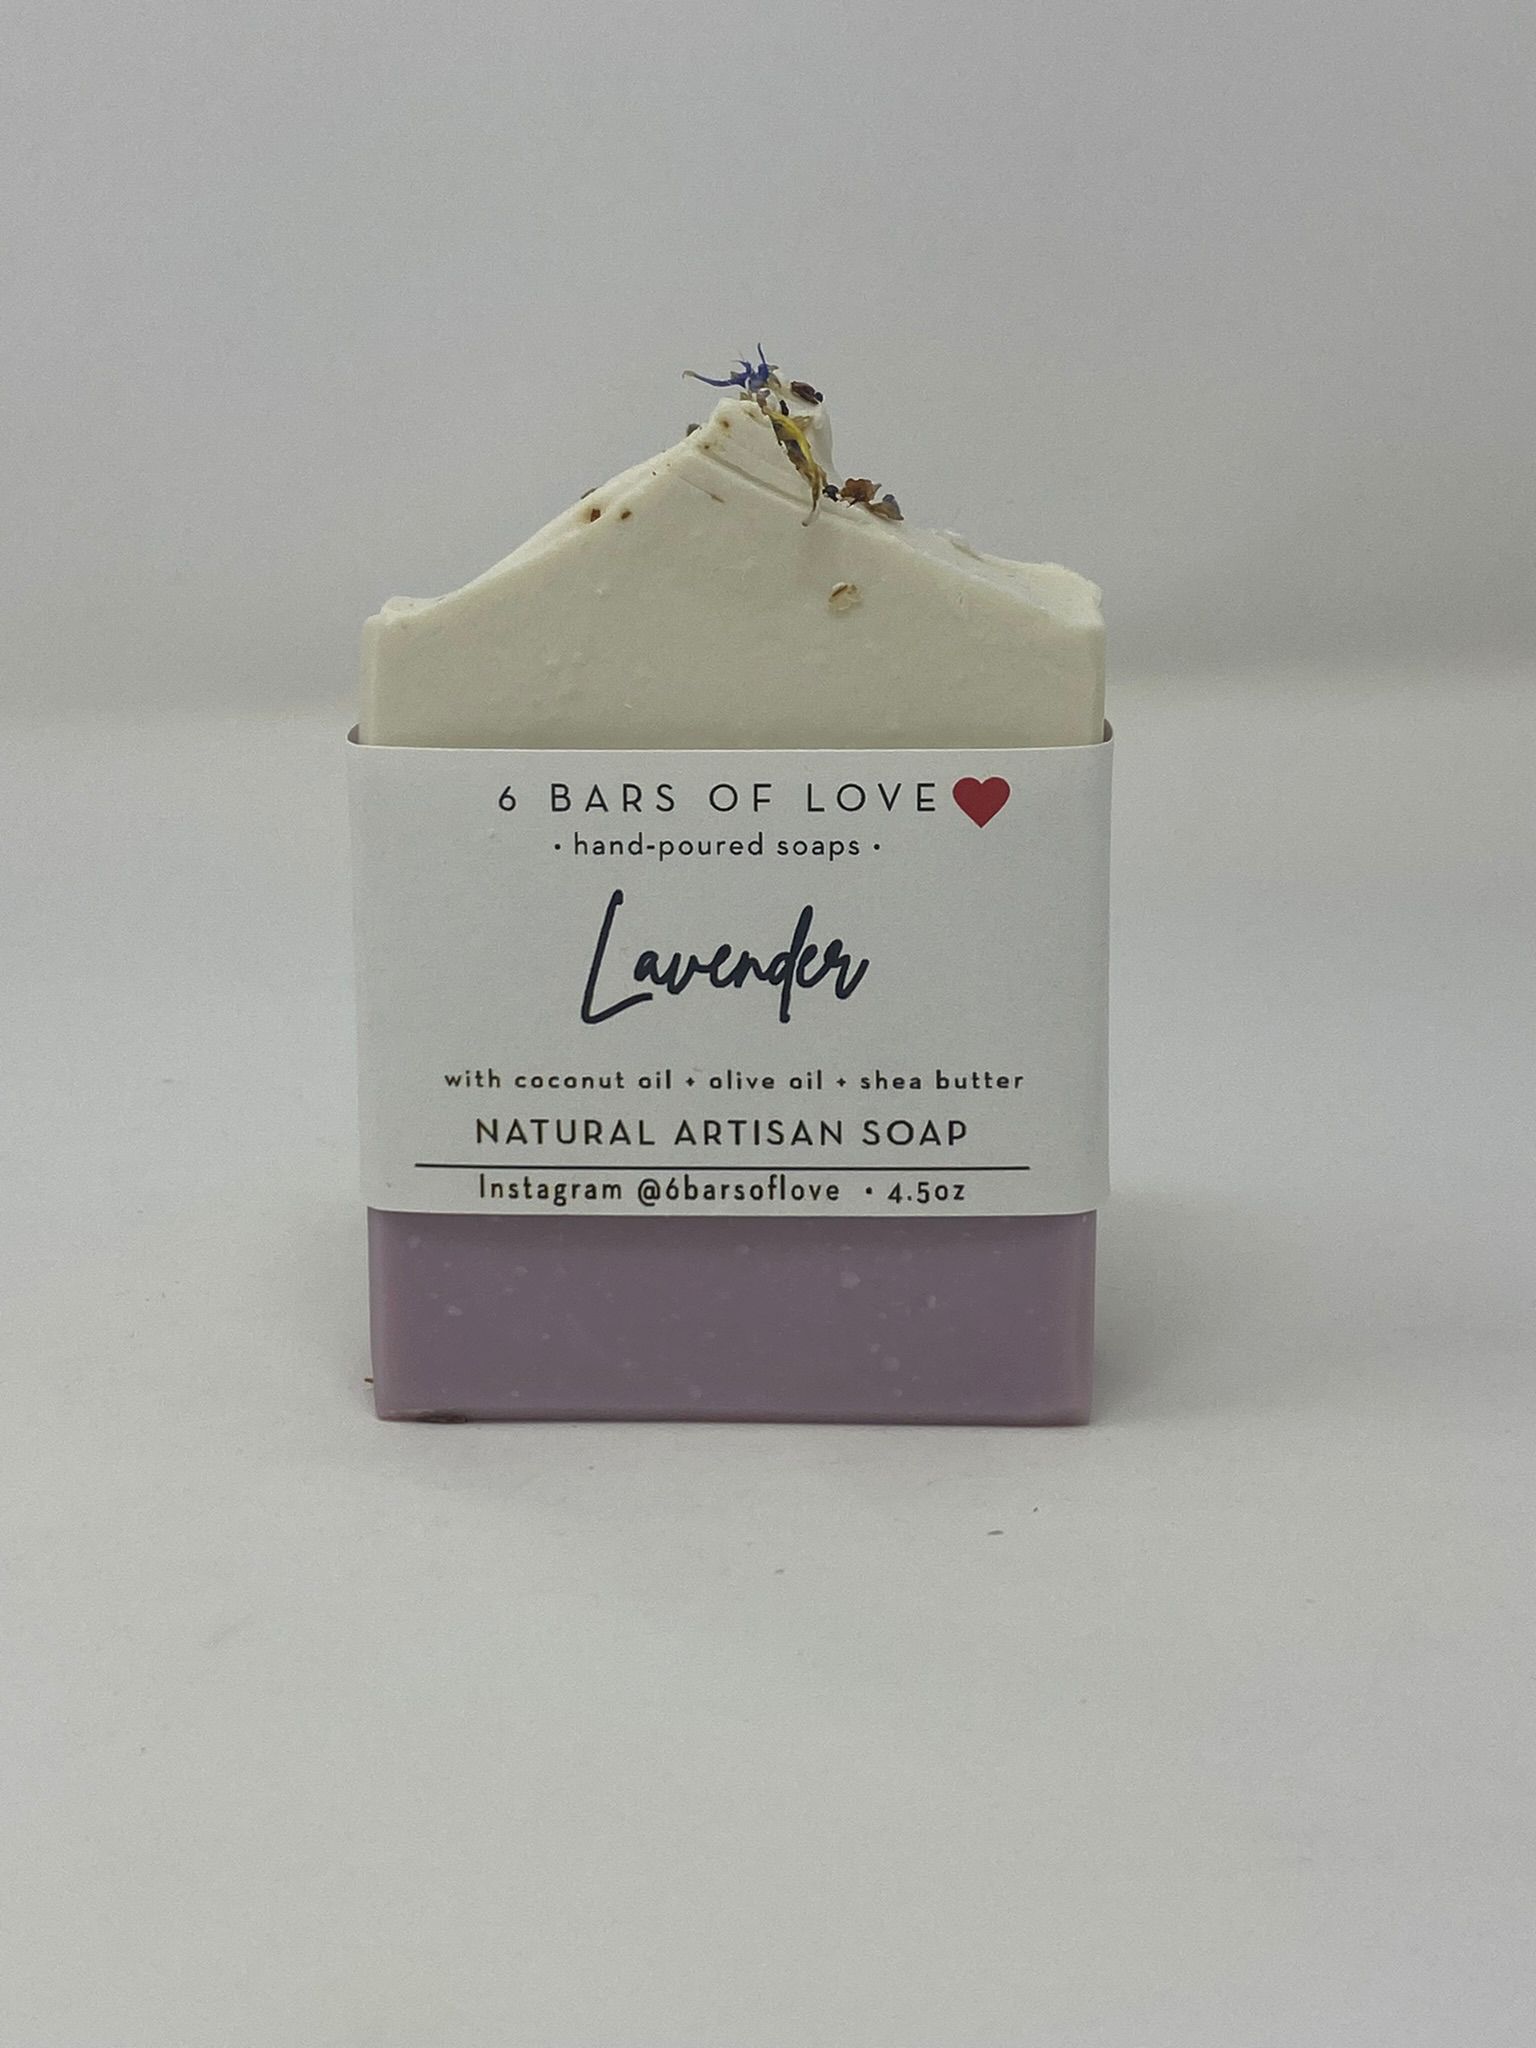 6 BARS OF LOVE
• hand-poured soaps •
Lavender
with coconut oil + olive oil + shea butter
NATURAL ARTISAN SOAP
Instagram @6barsoflove • 4.5oz